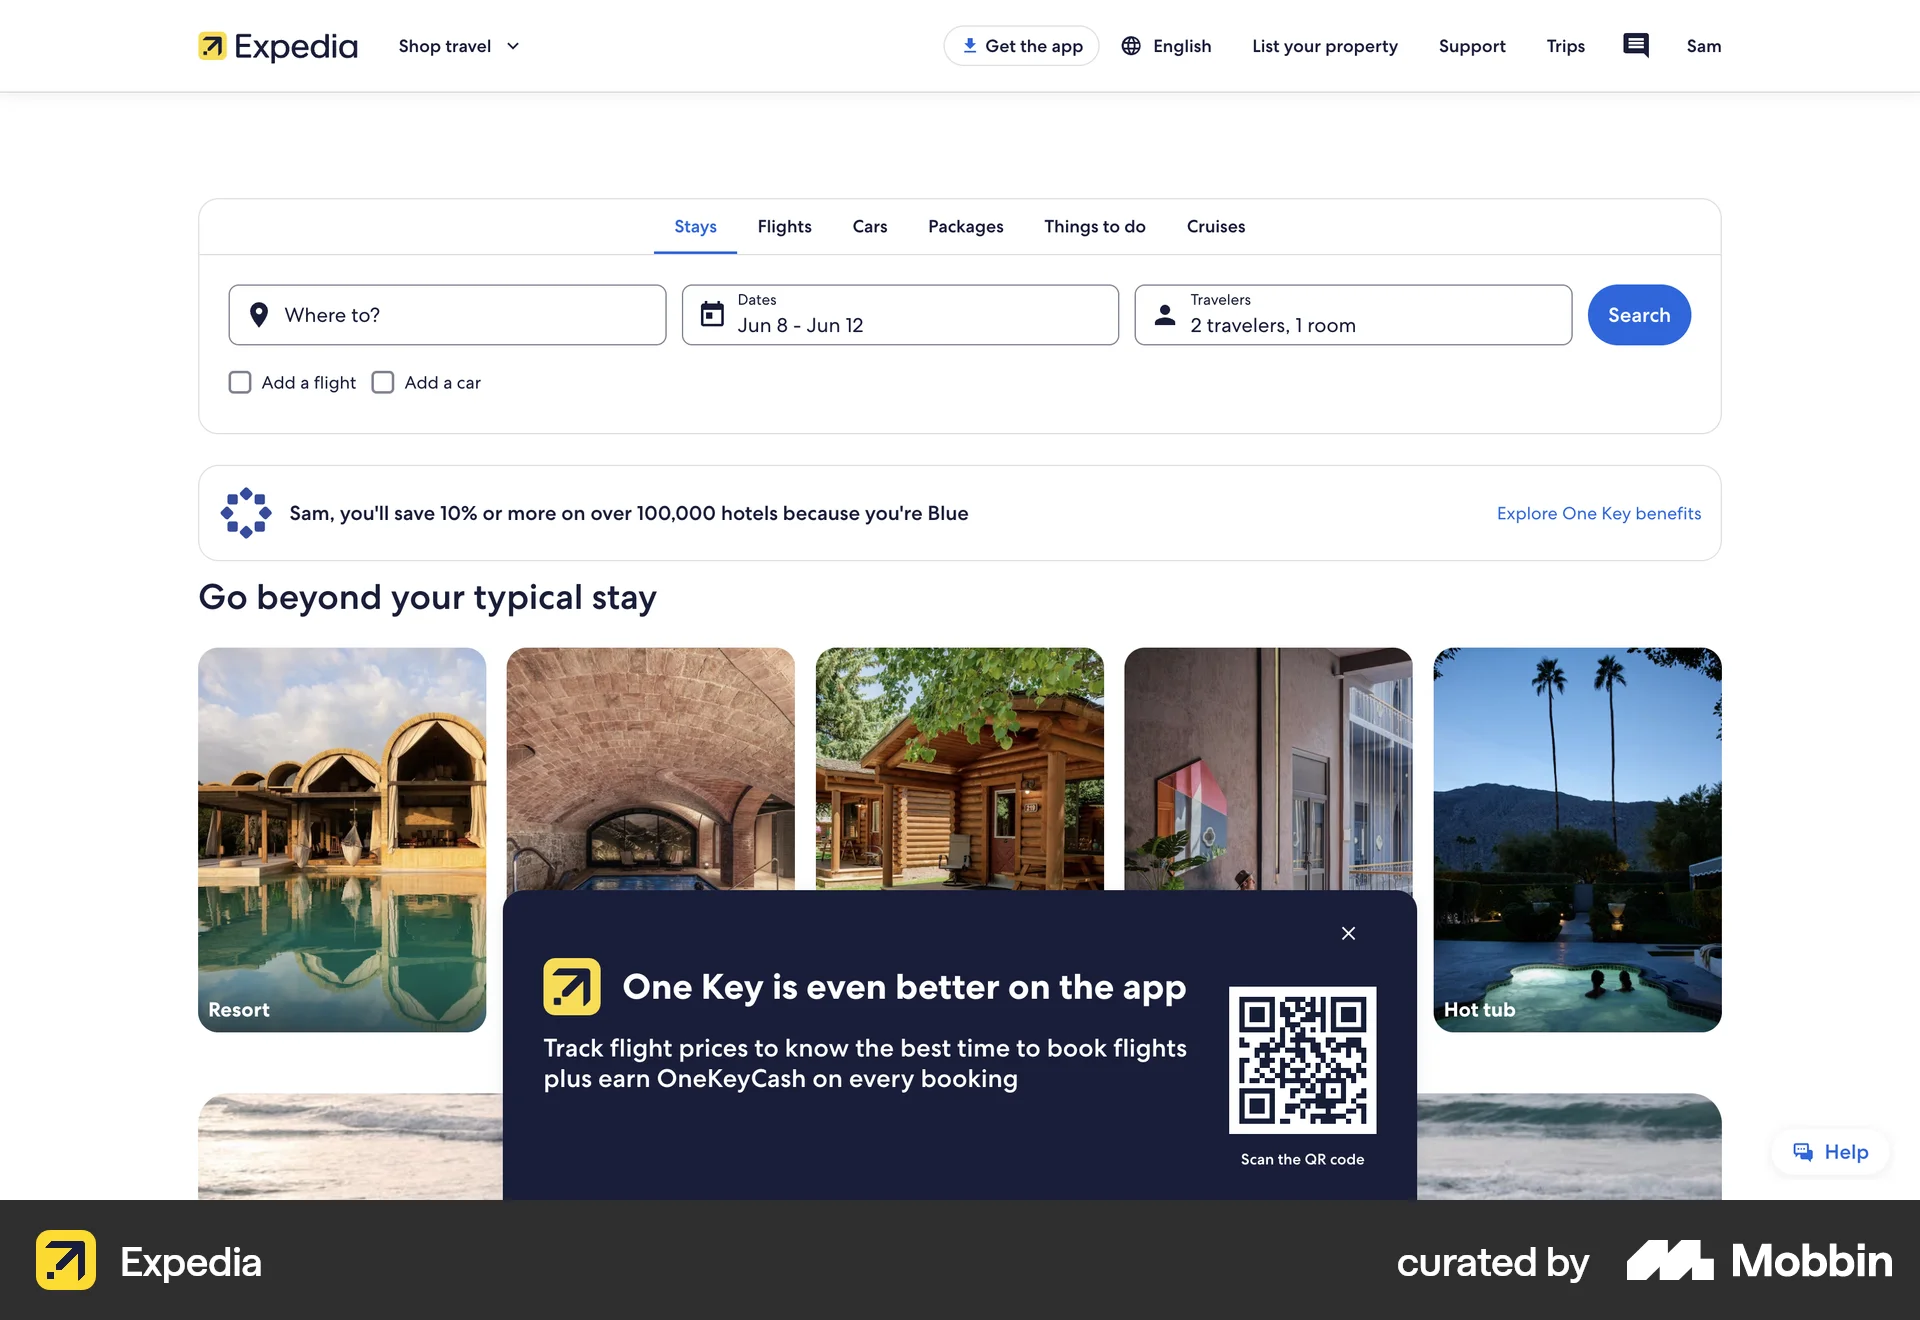 Expedia
Shop travel
Get the app
English
List your property
Support
Trips
Sam
Stays
Flights
Cars
Packages
Things to do
Cruises
Where to?
Dates
Jun 8 - Jun 12
Travelers
2 travelers, 1 room
Search
Add a flight
Add a car
Sam, you'll save 10% or more on over 100,000 hotels because you're Blue
Explore One Key benefits
Go beyond your typical stay
219
Resort
Hot tub
One Key is even better on the app
Track flight prices to know the best time to book flights
plus earn OneKeyCash on every booking
Scan the QR code
Help
Expedia
curated by
Mobbin